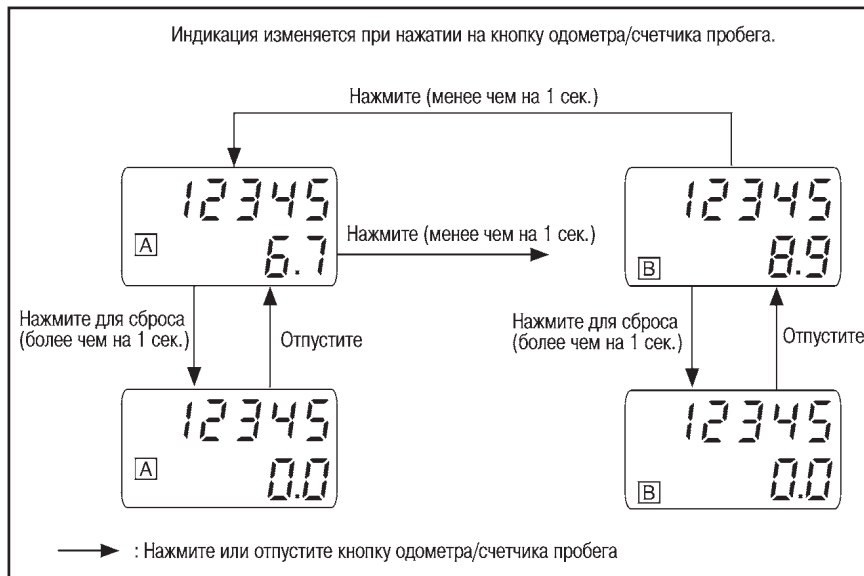 Индикация изменяется при нажатии на кнопку одометра/счетчика пробега.
Нажмите (менее чем на 1 сек.)
12345
A 6.7
Нажмите (менее чем на 1 сек.)
12345
B 8.9
Нажмите для сброса
(более чем на 1 сек.)
Отпустите
Нажмите для сброса
(более чем на 1 сек.)
Отпустите
12345
A 0.0
12345
B 0.0
: Нажмите или отпустите кнопку одометра/счетчика пробега